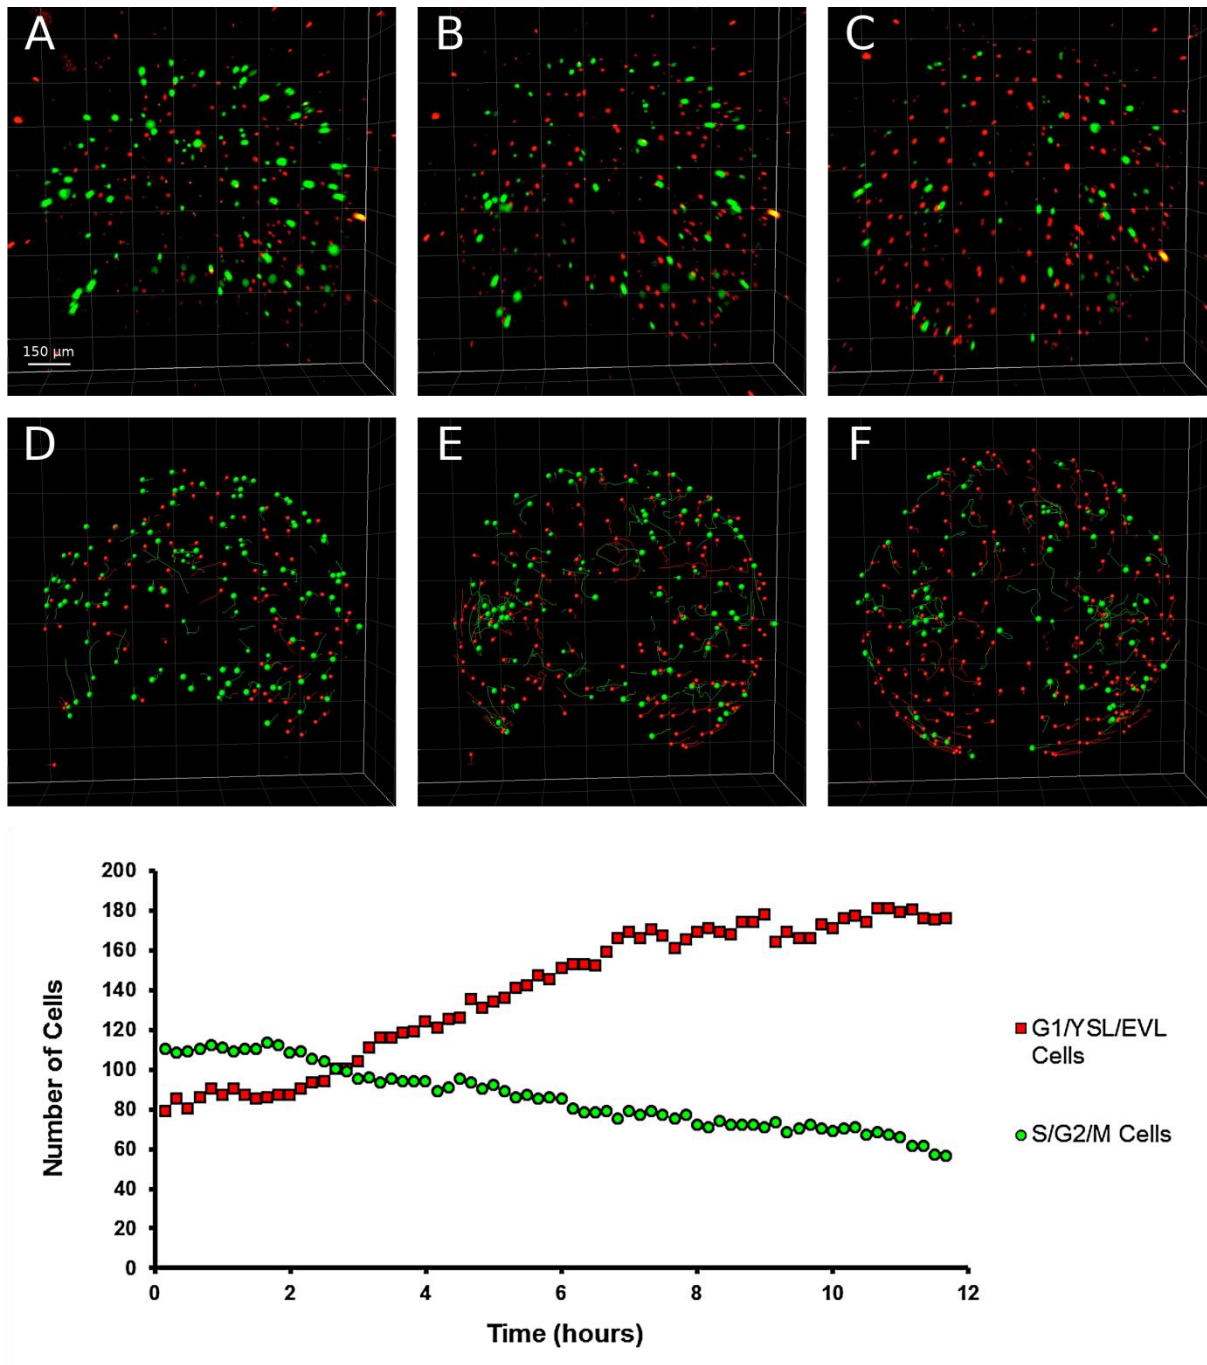 A
B
C
150 µm
D
E
F
200
180
160
140
120
100
80
60
40
20
0
Number of Cells
0 2 4 6 8 10 12
Time (hours)
G1/YSL/EVL
Cells
S/G2/M Cells